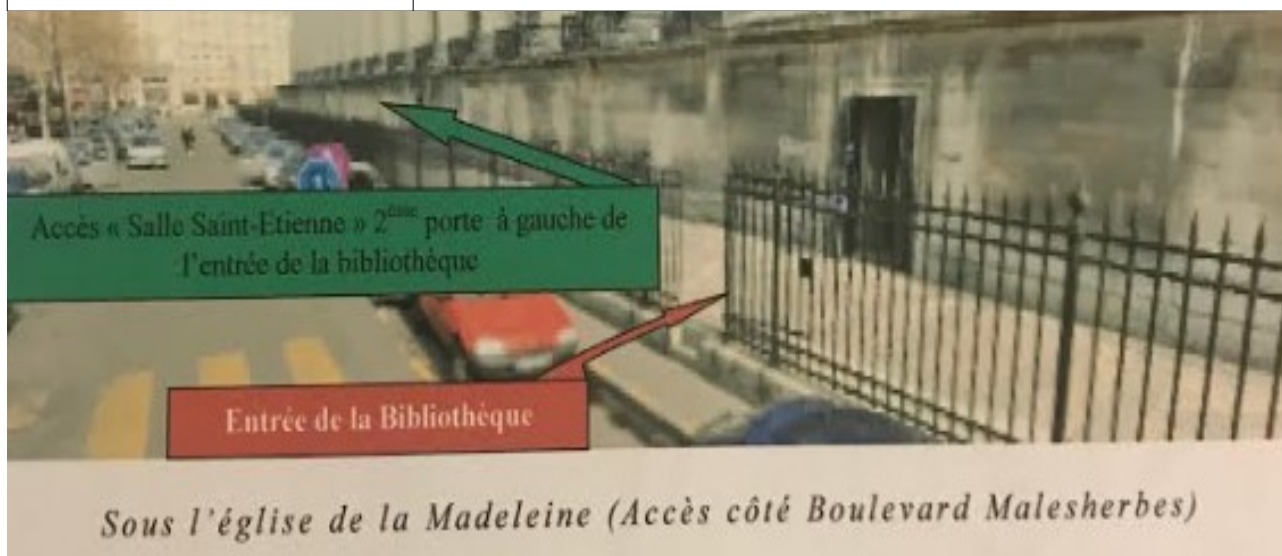 Accès « Salle Saint-Etienne » 2ème porte à gauche de
l'entrée de la bibliothèque
Entrée de la Bibliothèque
Sous l'église de la Madeleine (Accès côté Boulevard Malesherbes)